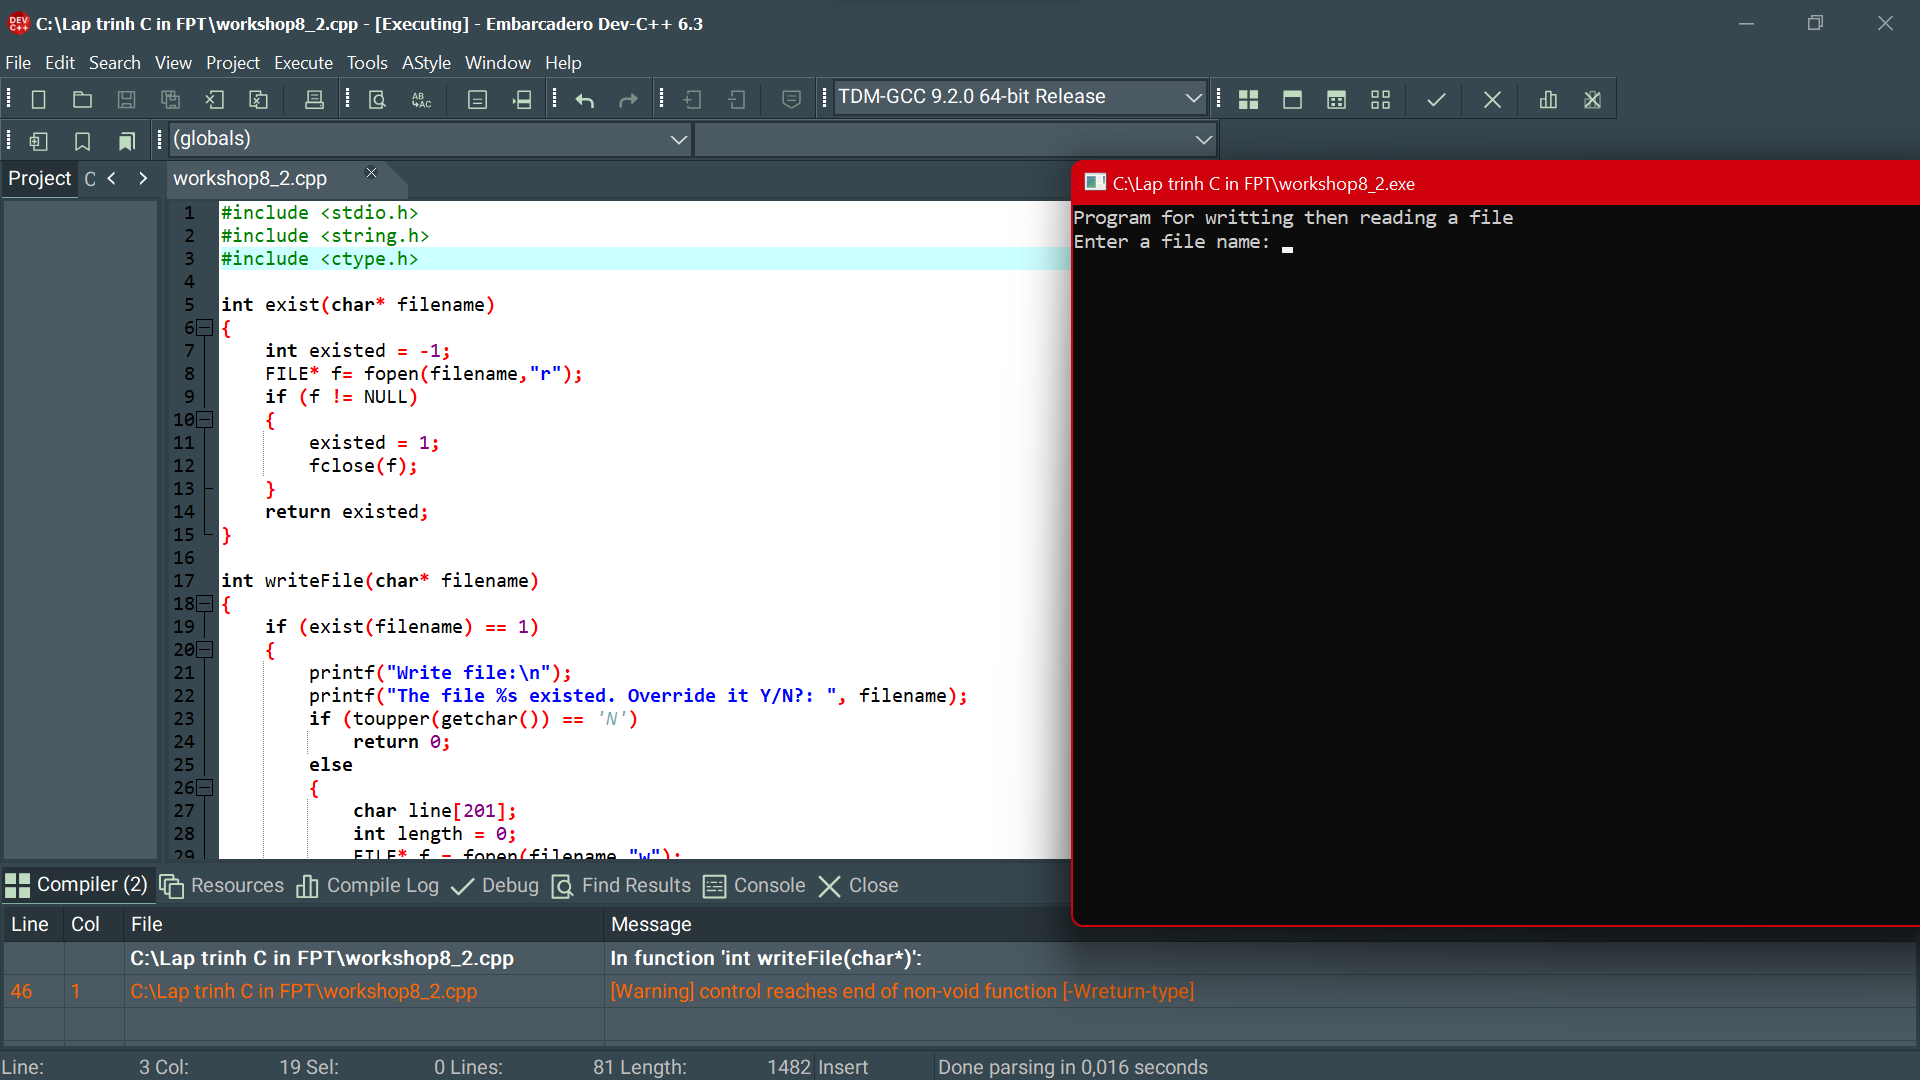 C:\Lap trinh C in FPT\workshop8_2.cpp - [Executing] - Embarcadero Dev-C++ 6.3
File Edit Search View Project Execute Tools AStyle Window Help
TDM-GCC 9.2.0 64-bit Release
(globals)
Project
workshop8_2.cpp
1 #include <stdio.h>
2 #include <string.h>
3 #include <ctype.h>
4
5 int exist(char* filename)
6 {
7 int existed = -1;
8 FILE* f= fopen(filename,"r");
9 if (f != NULL)
10 {
11 existed = 1;
12 fclose(f);
13 }
14 return existed;
15 }
16
17 int writeFile(char* filename)
18 {
19 if (exist(filename) == 1)
20 {
21 printf("Write file:\n");
22 printf("The file %s existed. Override it Y/N?: ", filename);
23 if (toupper(getchar()) == 'N')
24 return 0;
25 else
26 {
27 char line[201];
28 int length = 0;
29 FILE* f = fopen(filename,"w");
C:\Lap trinh C in FPT\workshop8_2.exe
Program for writting then reading a file
Enter a file name:
Compiler (2) Resources Compile Log Debug Find Results Console Close
Line Col File Message
C:\Lap trinh C in FPT\workshop8_2.cpp In function 'int writeFile(char*)':
46 1 C:\Lap trinh C in FPT\workshop8_2.cpp [Warning] control reaches end of non-void function [-Wreturn-type]
Line: 3 Col: 19 Sel: 0 Lines: 81 Length: 1482 Insert Done parsing in 0,016 seconds